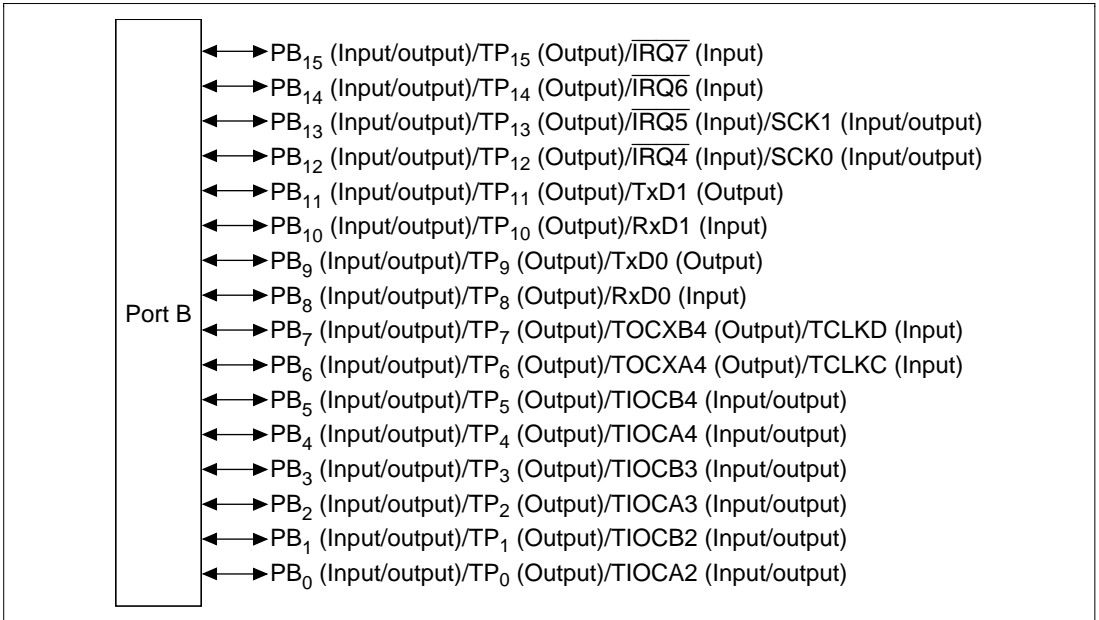 PB15 (Input/output)/TP15 (Output)/IRQ7 (Input)
PB14 (Input/output)/TP14 (Output)/IRQ6 (Input)
PB13 (Input/output)/TP13 (Output)/IRQ5 (Input)/SCK1 (Input/output)
PB12 (Input/output)/TP12 (Output)/IRQ4 (Input)/SCK0 (Input/output)
PB11 (Input/output)/TP11 (Output)/TxD1 (Output)
PB10 (Input/output)/TP10 (Output)/RxD1 (Input)
PB9 (Input/output)/TP9 (Output)/TxD0 (Output)
PB8 (Input/output)/TP8 (Output)/RxD0 (Input)
Port B
PB7 (Input/output)/TP7 (Output)/TOCXB4 (Output)/TCLKD (Input)
PB6 (Input/output)/TP6 (Output)/TOCXA4 (Output)/TCLKC (Input)
PB5 (Input/output)/TP5 (Output)/TIOCB4 (Input/output)
PB4 (Input/output)/TP4 (Output)/TIOCA4 (Input/output)
PB3 (Input/output)/TP3 (Output)/TIOCB3 (Input/output)
PB2 (Input/output)/TP2 (Output)/TIOCA3 (Input/output)
PB1 (Input/output)/TP1 (Output)/TIOCB2 (Input/output)
PB0 (Input/output)/TP0 (Output)/TIOCA2 (Input/output)